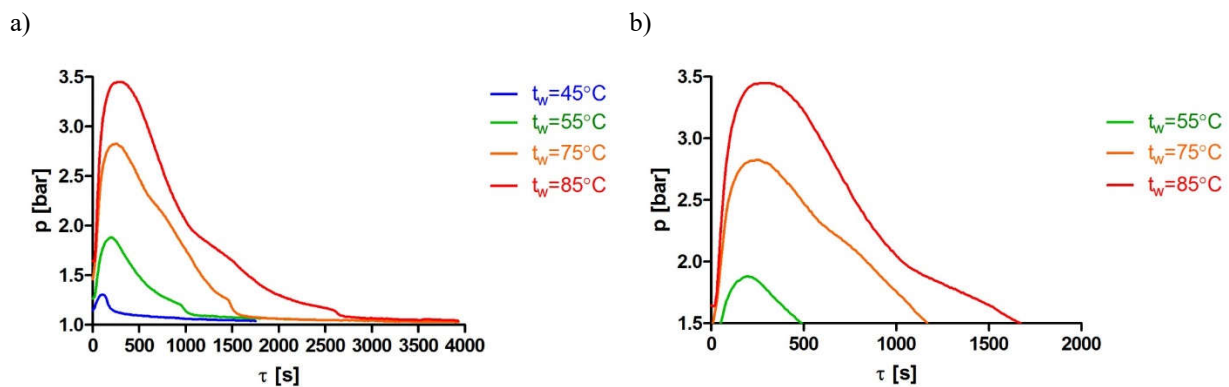 a)
b)
3.5
3.0
2.5
2.0
1.5
1.0
p [bar]
0 500 1000 1500 2000 2500 3000 3500 4000
τ [s]
t_w=45°C
t_w=55°C
t_w=75°C
t_w=85°C
3.5
3.0
2.5
2.0
1.5
p [bar]
0 500 1000 1500 2000
τ [s]
t_w=55°C
t_w=75°C
t_w=85°C